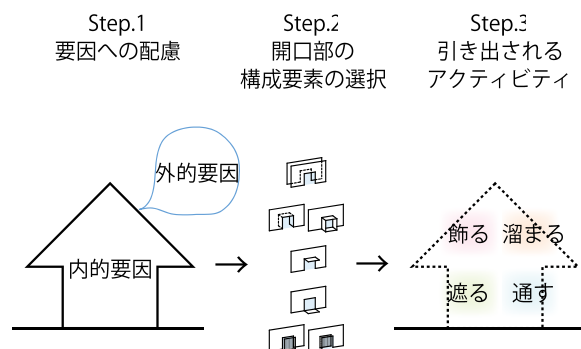 Step.1
要因への配慮
Step.2
開口部の
構成要素の選択
Step.3
引き出される
アクティビティ
外的要因
内的要因
飾る 溜まる
遮る 通す